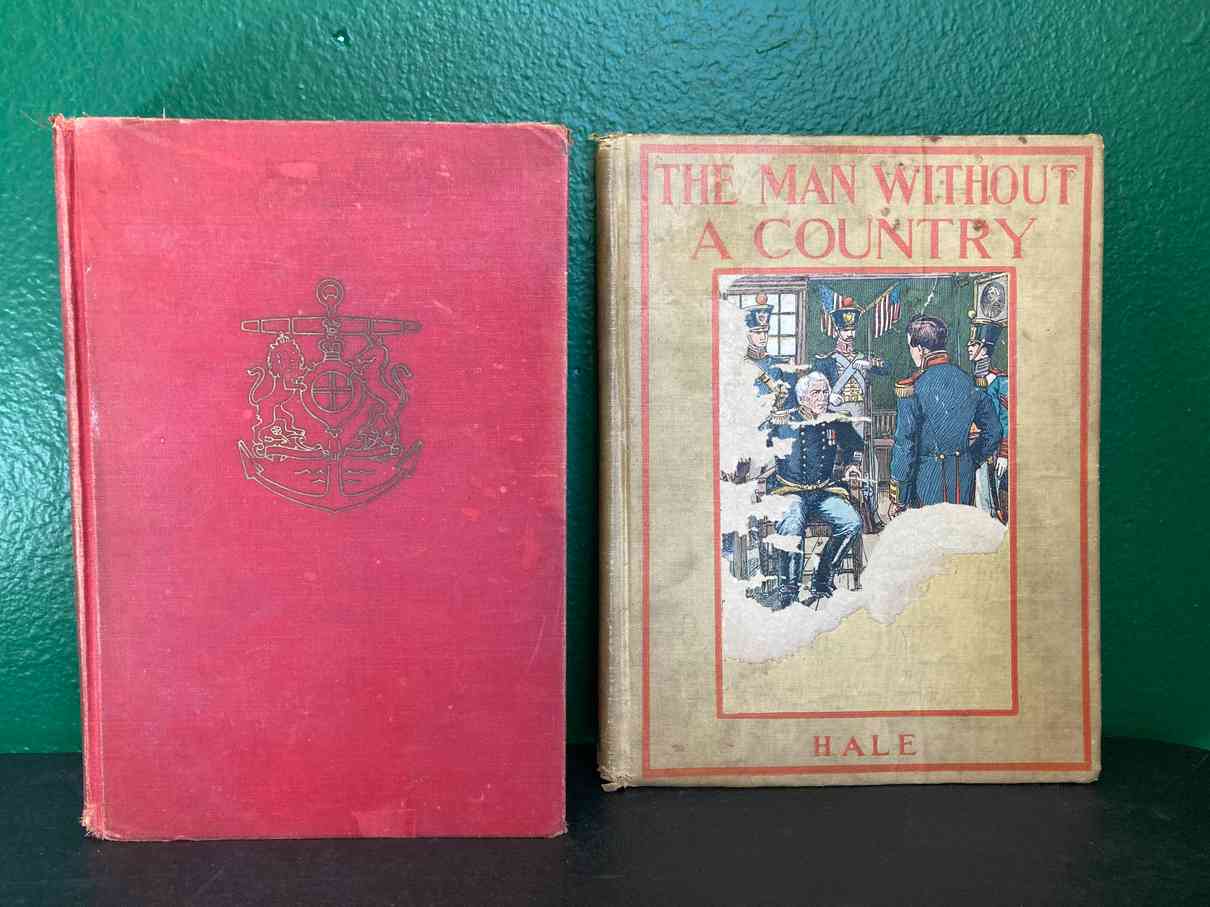 THE MAN WITHOUT
A COUNTRY
HALE